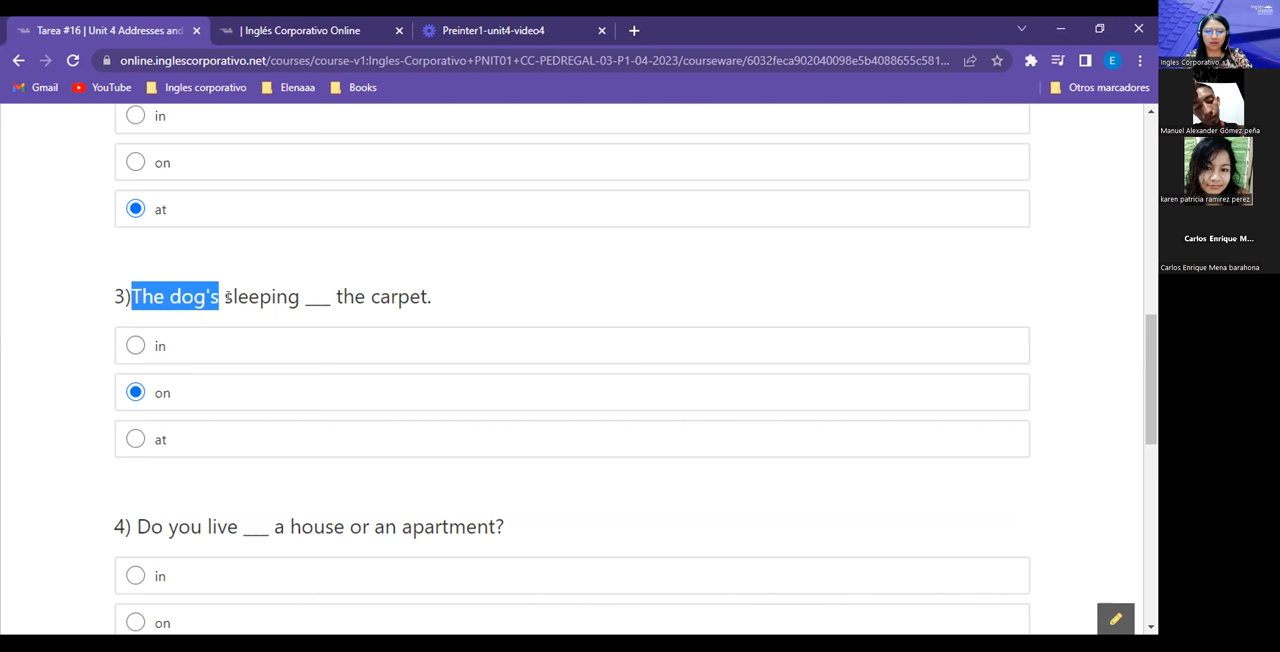 Tarea #16 | Unit 4 Addresses and
| Inglés Corporativo Online
Preinter1-unit4-video4
online.inglescorporativo.net/courses/course-v1:Ingles-Corporativo+PNIT01+CC-PEDREGAL-03-P1-04-2023/courseware/6032feca902040098e5b4088655c581...
E
Gmail
YouTube
Ingles corporativo
Elenaaa
Books
Otros marcadores
in
on
at
3)The dog's sleeping ___ the carpet.
in
on
at
4) Do you live ___ a house or an apartment?
in
on
Ingles Corporativo
Manuel Alexander Gómez peña
karen patricia ramirez perez
Carlos Enrique M...
Carlos Enrique Mena barahona